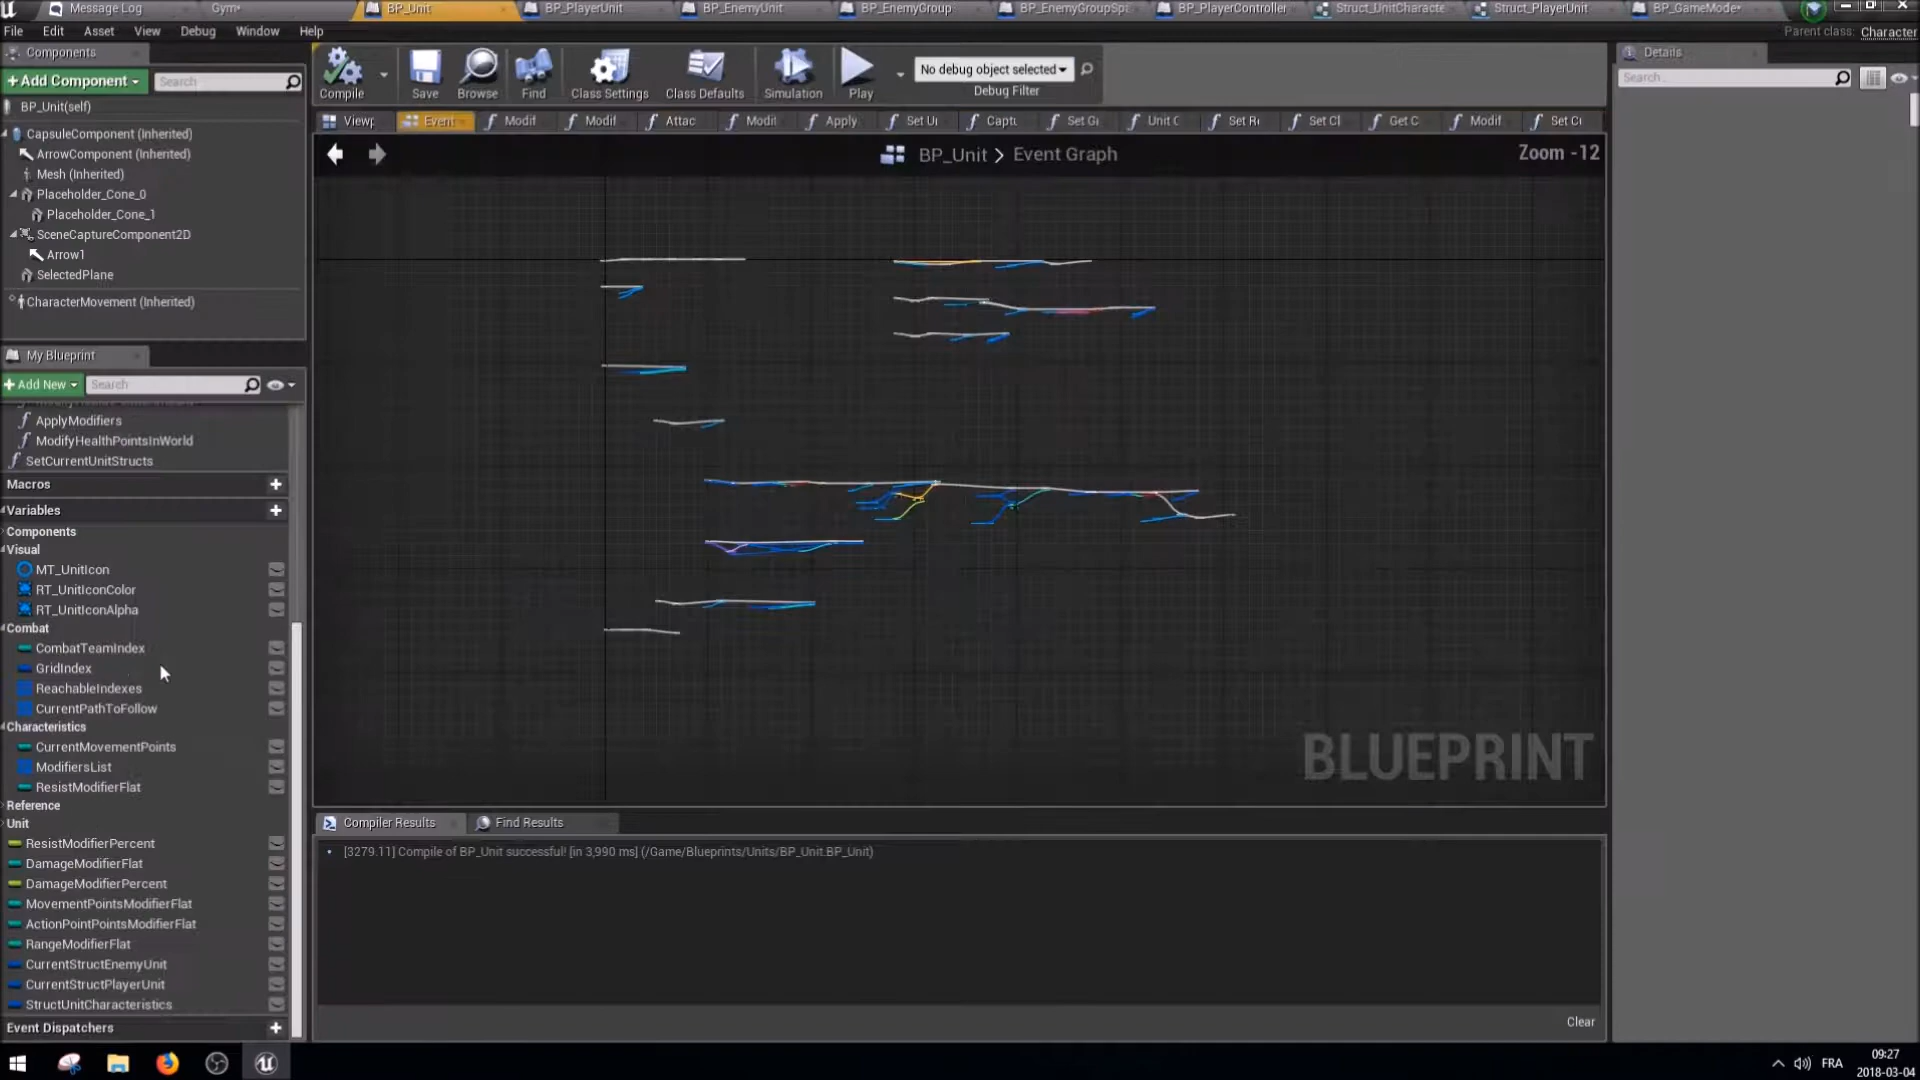 Message Log
Gym*
BP_Unit
BP_PlayerUnit
BP_EnemyUnit
BP_EnemyGroup
BP_EnemyGroupSp
BP_PlayerController
Struct_UnitCharacte
Struct_PlayerUnit
BP_GameMode*
File Edit Asset View Debug Window Help
Parent class: Character
Components
+Add Component
Search
BP_Unit(self)
CapsuleComponent (Inherited)
ArrowComponent (Inherited)
Mesh (Inherited)
Placeholder_Cone_0
Placeholder_Cone_1
SceneCaptureComponent2D
Arrow1
SelectedPlane
CharacterMovement (Inherited)
Compile
Save
Browse
Find
Class Settings
Class Defaults
Simulation
Play
No debug object selected
Debug Filter
Viewp
Event
f Modif
f Modif
f Attac
f Modif
f Apply
f Set Ui
f Captu
f Set Gi
f Unit C
f Set Re
f Set Cl
f Get C
f Modif
f Set Cu
BP_Unit > Event Graph
Zoom -12
BLUEPRINT
My Blueprint
+Add New
Search
f ApplyModifiers
f ModifyHealthPointsInWorld
f SetCurrentUnitStructs
Macros +
Variables +
Components
Visual
MT_UnitIcon
RT_UnitIconColor
RT_UnitIconAlpha
Combat
CombatTeamIndex
GridIndex
ReachableIndexes
CurrentPathToFollow
Characteristics
CurrentMovementPoints
ModifiersList
ResistModifierFlat
Reference
Unit
ResistModifierPercent
DamageModifierFlat
DamageModifierPercent
MovementPointsModifierFlat
ActionPointPointsModifierFlat
RangeModifierFlat
CurrentStructEnemyUnit
CurrentStructPlayerUnit
StructUnitCharacteristics
Event Dispatchers +
Compiler Results
Find Results
[3279.11] Compile of BP_Unit successful! [in 3,990 ms] (/Game/Blueprints/Units/BP_Unit.BP_Unit)
Clear
Details
Search
FRA
09:27
2018-03-04